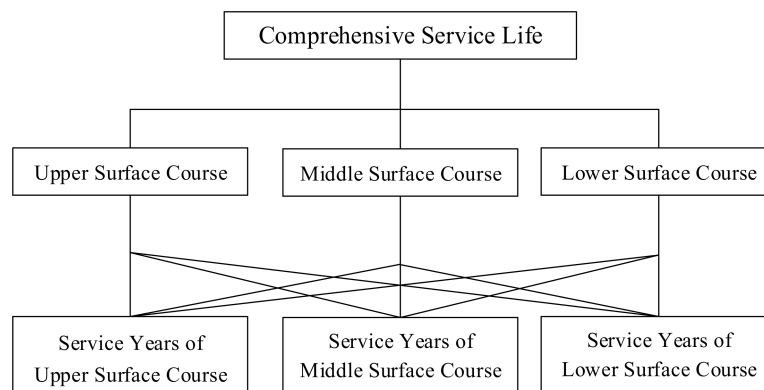 Comprehensive Service Life
Upper Surface Course
Middle Surface Course
Lower Surface Course
Service Years of
Upper Surface Course
Service Years of
Middle Surface Course
Service Years of
Lower Surface Course